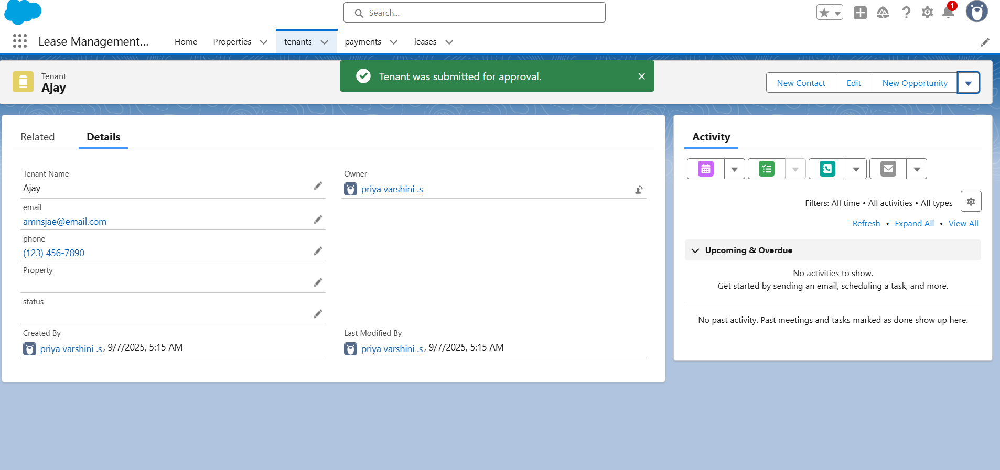 Search...
1
Lease Management...
Home
Properties
tenants
payments
leases
Tenant
Ajay
Tenant was submitted for approval.
New Contact
Edit
New Opportunity
Related
Details
Tenant Name
Ajay
Owner
priya varshini .s
email
amnsjae@email.com
phone
(123) 456-7890
Property
status
Created By
priya varshini .s, 9/7/2025, 5:15 AM
Last Modified By
priya varshini .s, 9/7/2025, 5:15 AM
Activity
Filters: All time • All activities • All types
Refresh • Expand All • View All
Upcoming & Overdue
No activities to show.
Get started by sending an email, scheduling a task, and more.
No past activity. Past meetings and tasks marked as done show up here.